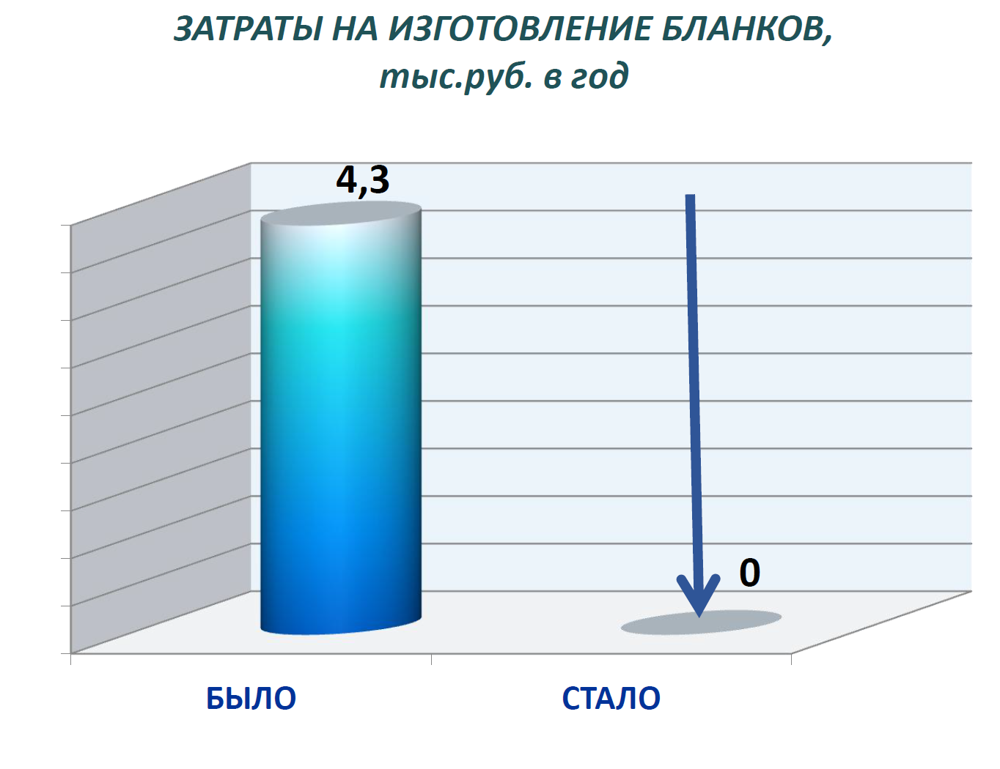 ЗАТРАТЫ НА ИЗГОТОВЛЕНИЕ БЛАНКОВ,
тыс.руб. в год
4,3
0
БЫЛО СТАЛО